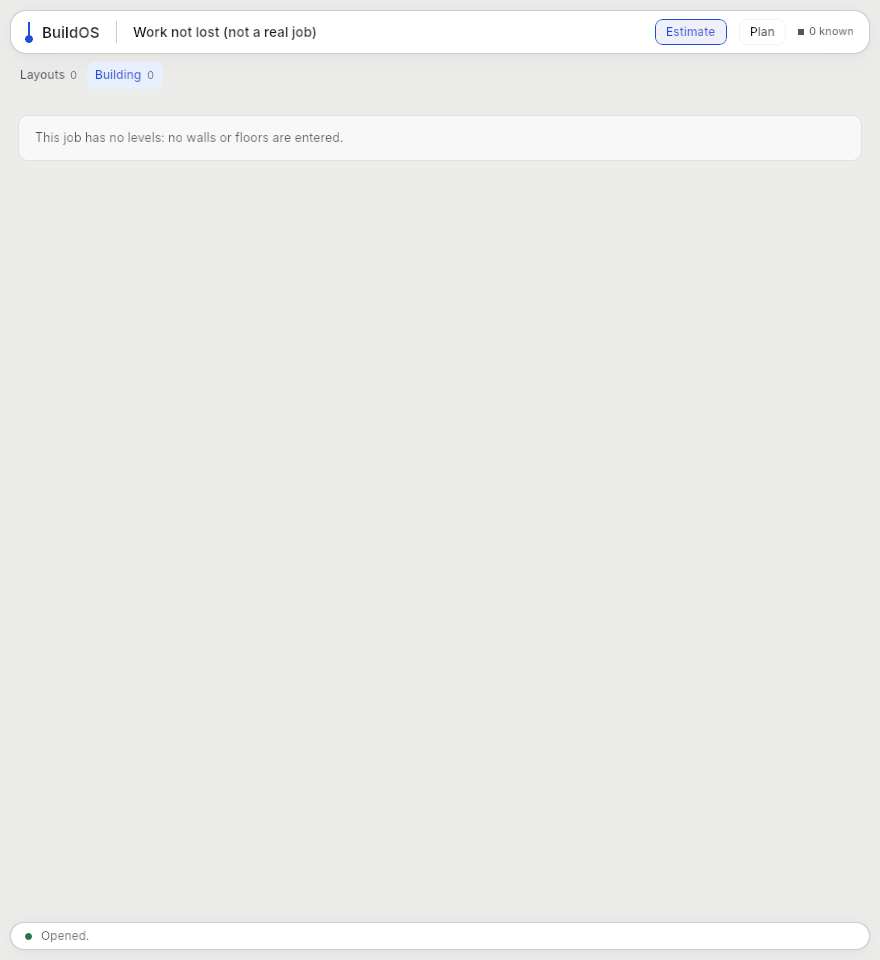 BuildOS Work not lost (not a real job) Estimate Plan 0 known
Layouts 0 Building 0
This job has no levels: no walls or floors are entered.
Opened.